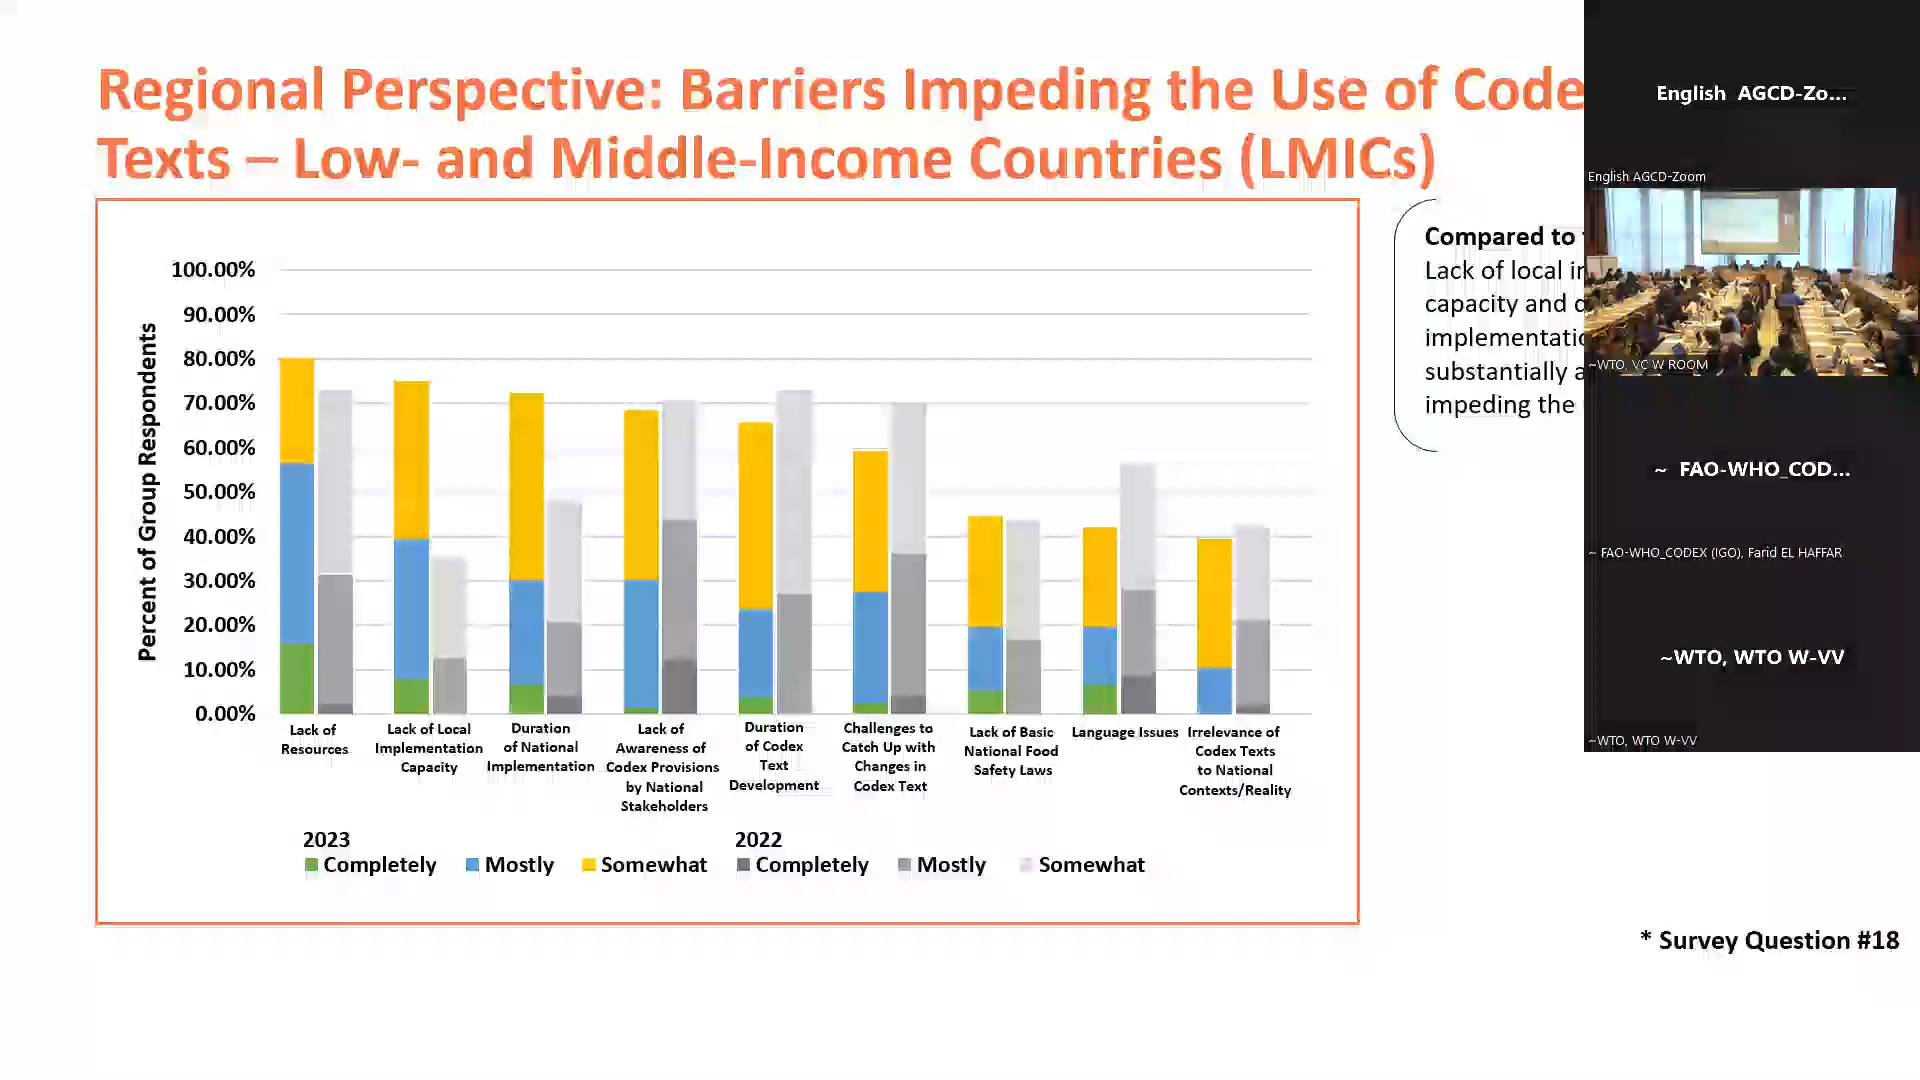 Regional Perspective: Barriers Impeding the Use of Code
Texts – Low- and Middle-Income Countries (LMICs)
Compared to
Lack of local
capacity and
substantially
impeding the
100.00%
90.00%
80.00%
70.00%
60.00%
50.00%
40.00%
30.00%
20.00%
10.00%
0.00%
Percent of Group Respondents
Lack of
Resources
Lack of Local
Implementation
Capacity
Duration
of National
Implementation
Lack of
Awareness of
Codex Provisions
by National
Stakeholders
Duration
of Codex
Text
Development
Challenges to
Catch Up with
Changes in
Codex Text
Lack of Basic
National Food
Safety Laws
Language Issues
Irrelevance of
Codex Texts
to National
Contexts/Reality
2023
Completely Mostly Somewhat
2022
Completely Mostly Somewhat
* Survey Question #18
English AGCD-Zo...
English AGCD-Zoom
~WTO, VC W ROOM
~ FAO-WHO_COD...
~ FAO-WHO_CODEX (IGO), Farid EL HAFFAR
~WTO, WTO W-VV
~WTO, WTO W-VV